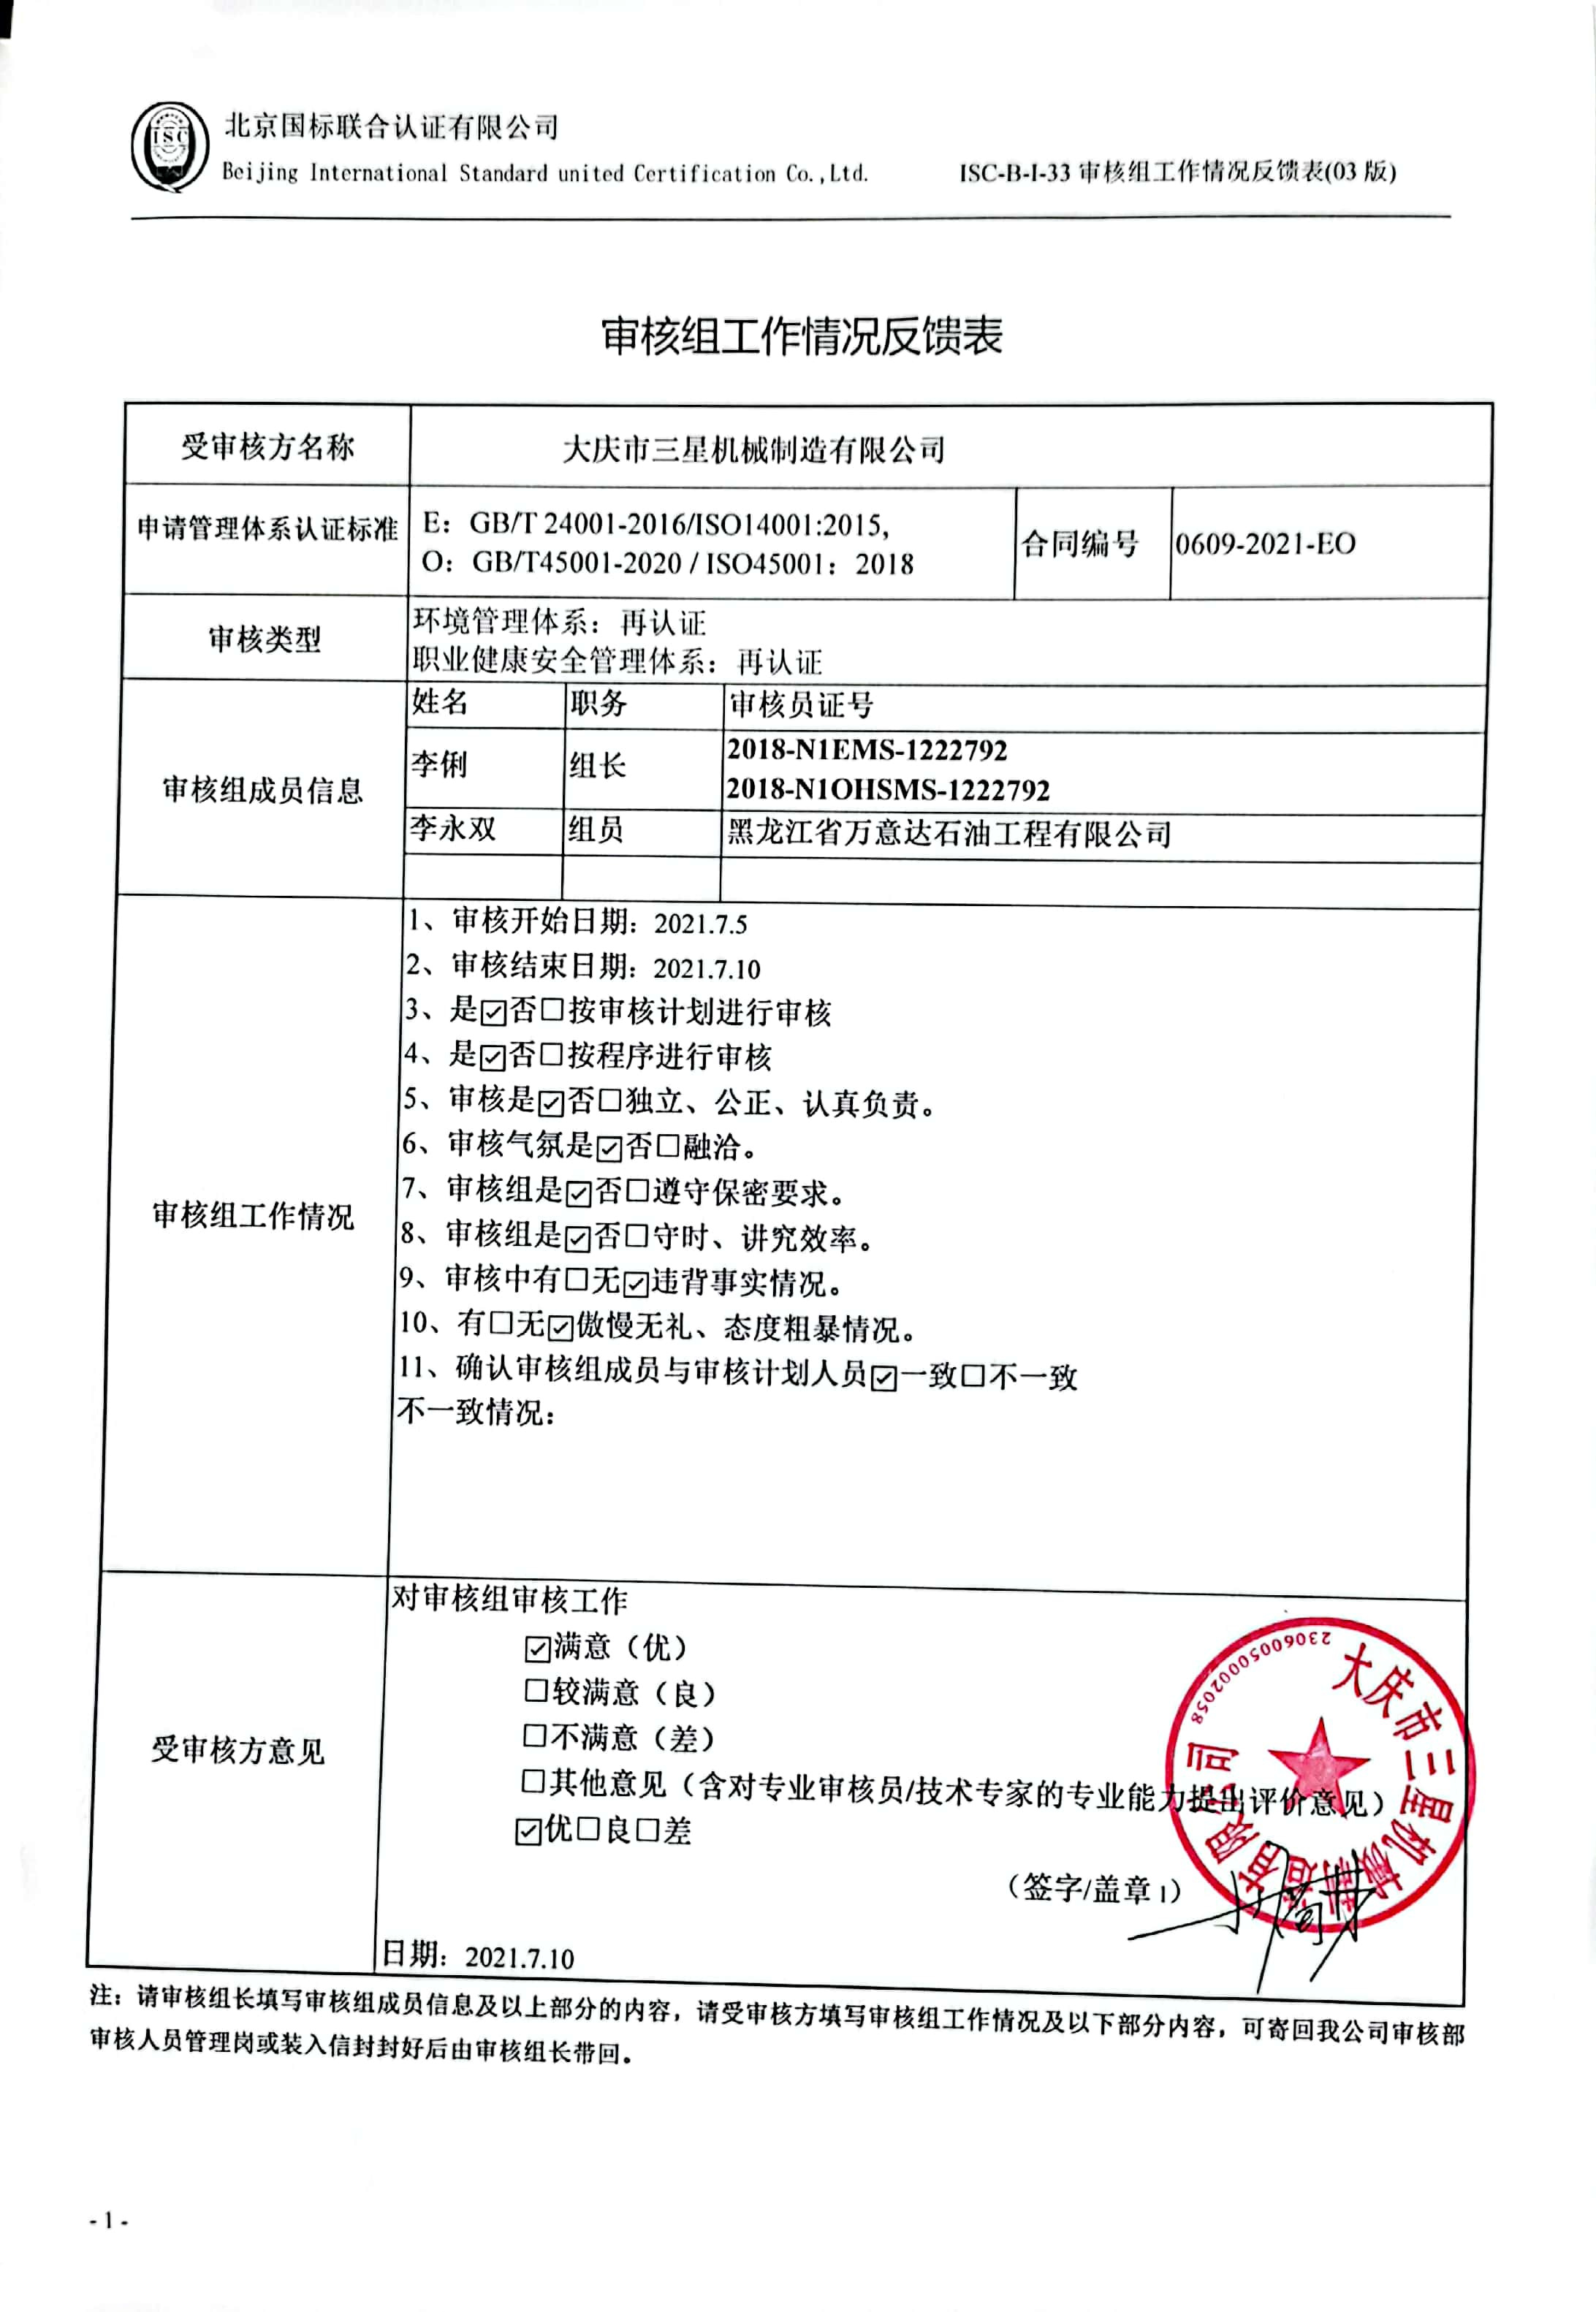 ISC
北京国标联合认证有限公司
Beijing International Standard united Certification Co.,Ltd.
ISC-B-I-33 审核组工作情况反馈表(03 版)
审核组工作情况反馈表
受审核方名称
大庆市三星机械制造有限公司
申请管理体系认证标准
E：GB/T 24001-2016/ISO14001:2015,
O：GB/T45001-2020 / ISO45001：2018
合同编号
0609-2021-EO
审核类型
环境管理体系：再认证
职业健康安全管理体系：再认证
审核组成员信息
姓名 职务 审核员证号
李俐 组长 2018-N1EMS-1222792
2018-N1OHSMS-1222792
李永双 组员 黑龙江省万意达石油工程有限公司
审核组工作情况
1、审核开始日期：2021.7.5
2、审核结束日期：2021.7.10
3、是☑否☐按审核计划进行审核
4、是☑否☐按程序进行审核
5、审核是☑否☐独立、公正、认真负责。
6、审核气氛是☑否☐融洽。
7、审核组是☑否☐遵守保密要求。
8、审核组是☑否☐守时、讲究效率。
9、审核中有☐无☑违背事实情况。
10、有☐无☑傲慢无礼、态度粗暴情况。
11、确认审核组成员与审核计划人员☑一致☐不一致
不一致情况：
受审核方意见
对审核组审核工作
☑满意（优）
☐较满意（良）
☐不满意（差）
☐其他意见（含对专业审核员/技术专家的专业能力提出评价意见）
☑优☐良☐差
（签字/盖章1）
大庆市三星机械制造有限公司
日期：2021.7.10
注：请审核组长填写审核组成员信息及以上部分的内容，请受审核方填写审核组工作情况及以下部分内容，可寄回我公司审核部
审核人员管理岗或装入信封封好后由审核组长带回。
- 1 -